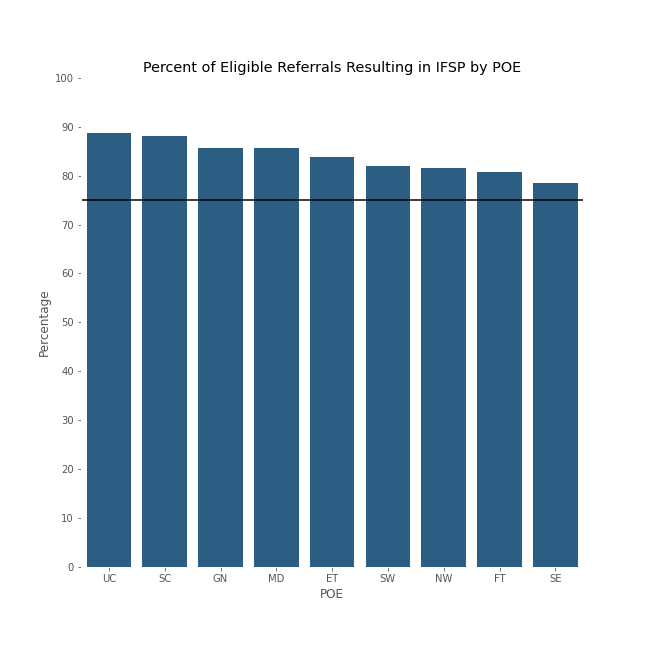 Percent of Eligible Referrals Resulting in IFSP by POE
100
90
80
70
60
50
40
30
20
10
0
Percentage
UC SC GN MD ET SW NW FT SE
POE